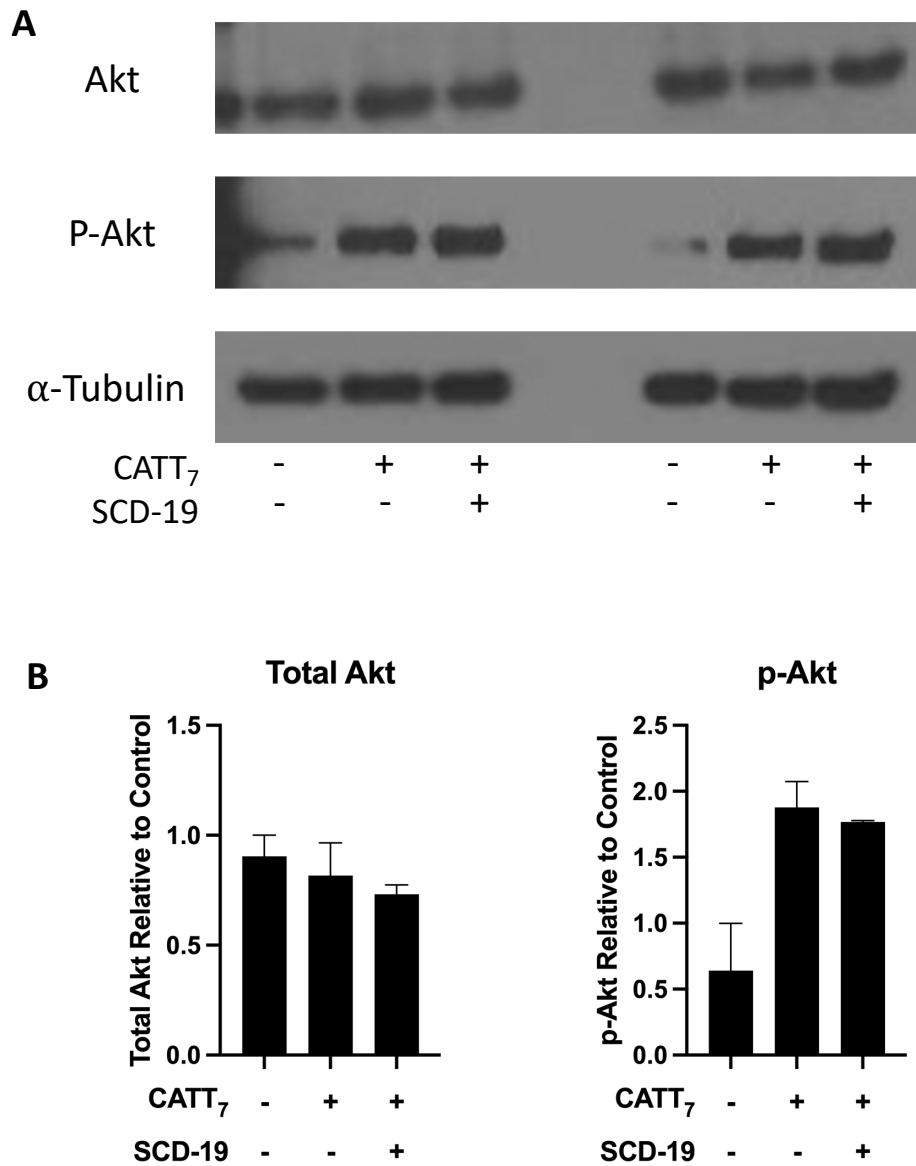 A
Akt
P-Akt
α-Tubulin
CATT₇ - + + - + +
SCD-19 - - + - - +
B
Total Akt
Total Akt Relative to Control
1.5
1.0
0.5
0.0
CATT₇ - + +
SCD-19 - - +
p-Akt
p-Akt Relative to Control
2.5
2.0
1.5
1.0
0.5
0.0
CATT₇ - + +
SCD-19 - - +